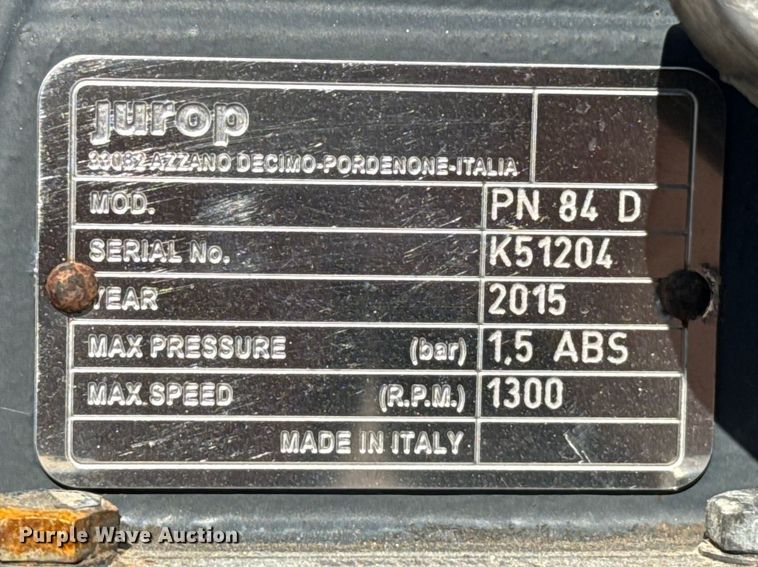 jurop
33082 AZZANO DECIMO-PORDENONE-ITALIA
MOD. PN 84 D
SERIAL No. K51204
YEAR 2015
MAX PRESSURE (bar) 1,5 ABS
MAX.SPEED (R.P.M.) 1300
MADE IN ITALY
Purple Wave Auction